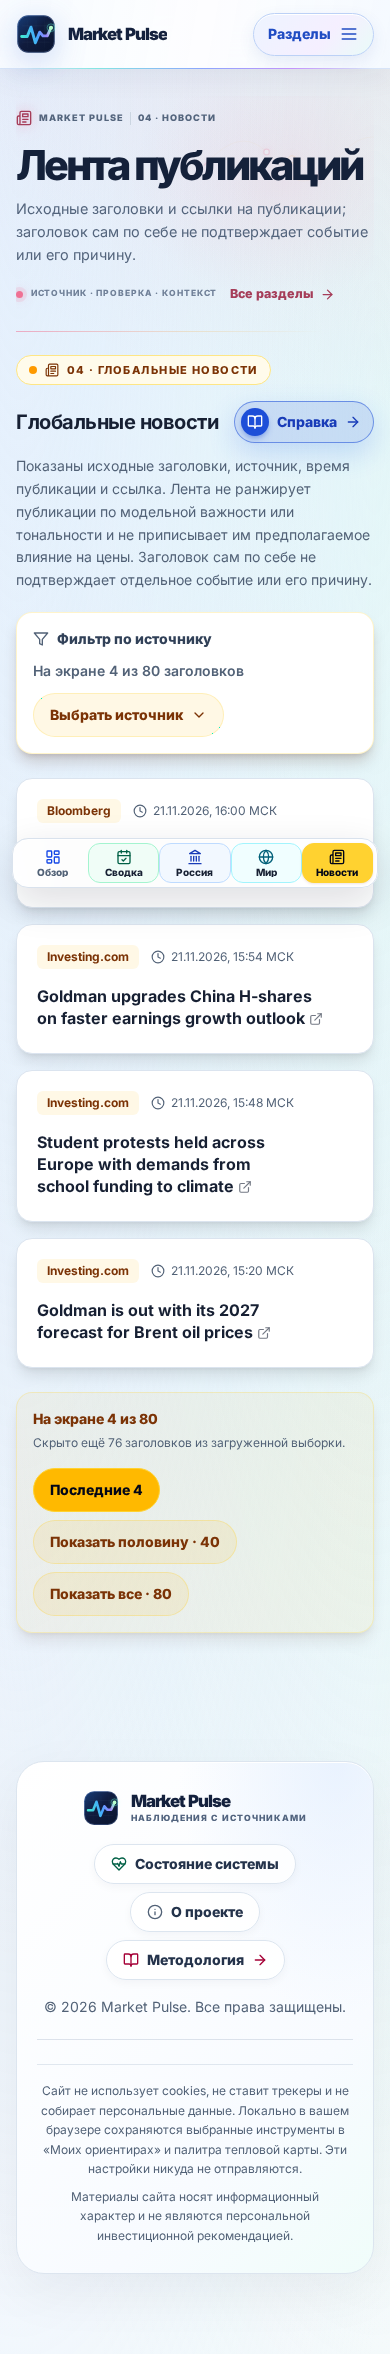 Market Pulse
Разделы
MARKET PULSE | 04 · НОВОСТИ
Лента публикаций
Исходные заголовки и ссылки на публикации;
заголовок сам по себе не подтверждает событие
или его причину.
ИСТОЧНИК · ПРОВЕРКА · КОНТЕКСТ
Все разделы →
04 · ГЛОБАЛЬНЫЕ НОВОСТИ
Глобальные новости
Справка →
Показаны исходные заголовки, источник, время
публикации и ссылка. Лента не ранжирует
публикации по модельной важности или
тональности и не приписывает им предполагаемое
влияние на цены. Заголовок сам по себе не
подтверждает отдельное событие или его причину.
Фильтр по источнику
На экране 4 из 80 заголовков
Выбрать источник
Bloomberg
21.11.2026, 16:00 МСК
Обзор
Сводка
Россия
Мир
Новости
Investing.com
21.11.2026, 15:54 МСК
Goldman upgrades China H-shares
on faster earnings growth outlook
Investing.com
21.11.2026, 15:48 МСК
Student protests held across
Europe with demands from
school funding to climate
Investing.com
21.11.2026, 15:20 МСК
Goldman is out with its 2027
forecast for Brent oil prices
На экране 4 из 80
Скрыто ещё 76 заголовков из загруженной выборки.
Последние 4
Показать половину · 40
Показать все · 80
Market Pulse
НАБЛЮДЕНИЯ С ИСТОЧНИКАМИ
Состояние системы
О проекте
Методология →
© 2026 Market Pulse. Все права защищены.
Сайт не использует cookies, не ставит трекеры и не
собирает персональные данные. Локально в вашем
браузере сохраняются выбранные инструменты в
«Моих ориентирах» и палитра тепловой карты. Эти
настройки никуда не отправляются.
Материалы сайта носят информационный
характер и не являются персональной
инвестиционной рекомендацией.